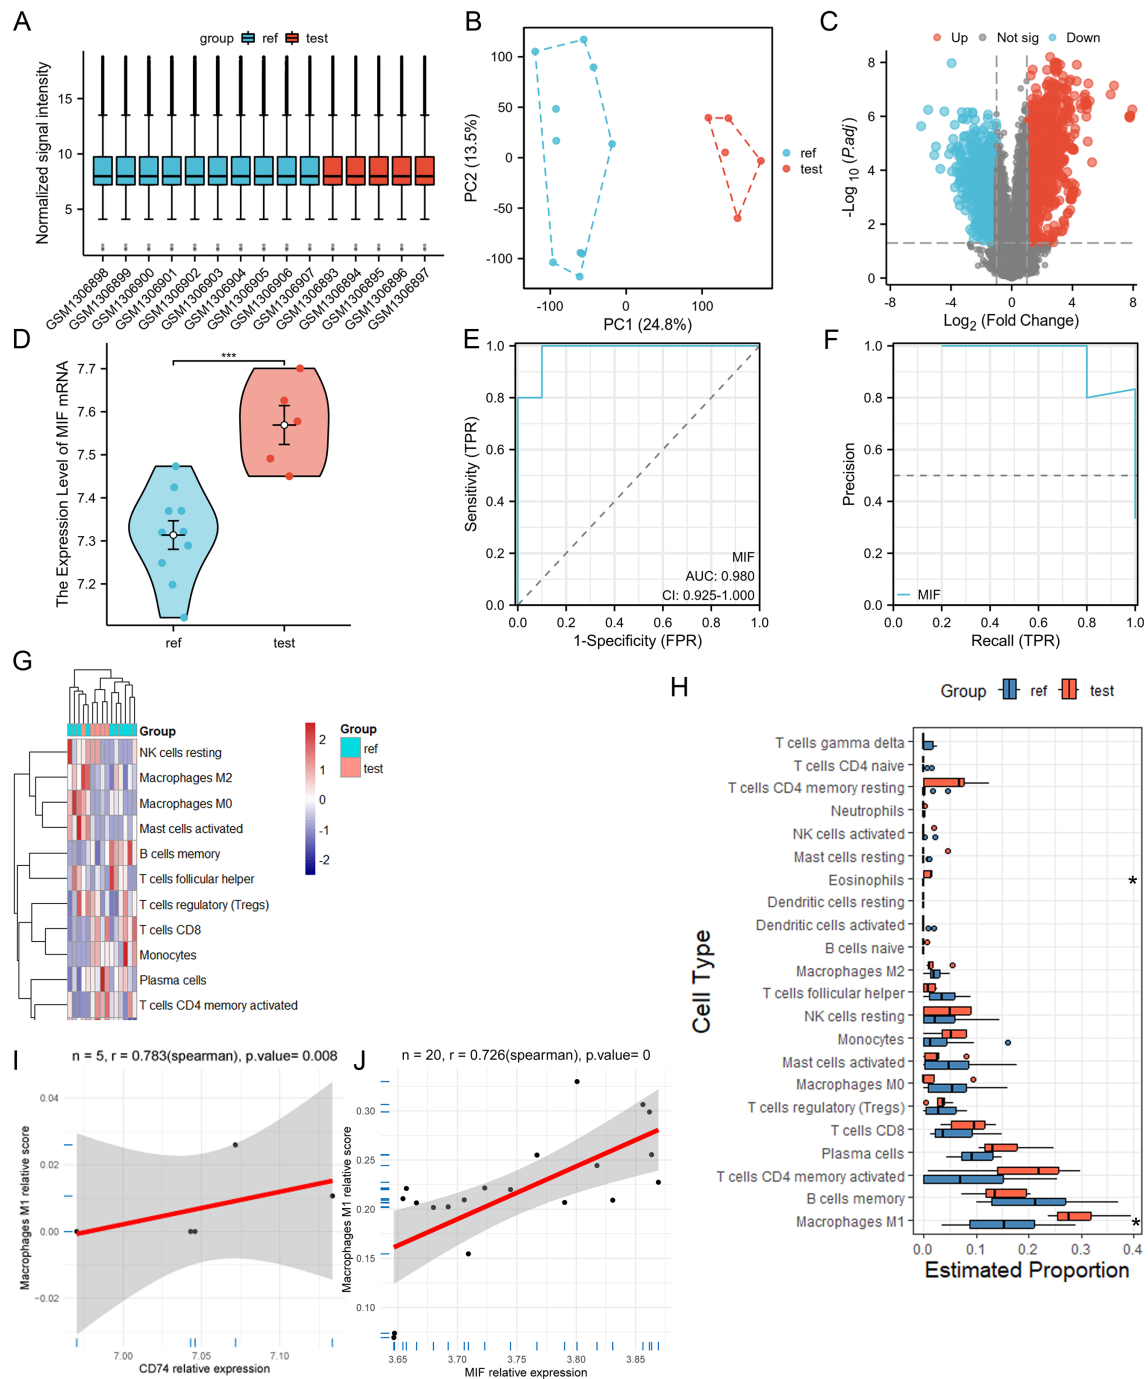 A
group ref test
Normalized signal intensity
15
10
5
GSM1306898
GSM1306899
GSM1306900
GSM1306901
GSM1306902
GSM1306903
GSM1306904
GSM1306905
GSM1306906
GSM1306907
GSM1306893
GSM1306894
GSM1306895
GSM1306896
GSM1306897
B
PC2 (13.5%)
100
50
0
-50
-100
-100 0 100
PC1 (24.8%)
ref
test
C
Up Not sig Down
-Log10 (P.adj)
8
6
4
2
0
-8 -4 0 4 8
Log2 (Fold Change)
D
The Expression Level of MIF mRNA
***
7.7
7.6
7.5
7.4
7.3
7.2
ref test
E
Sensitivity (TPR)
1.0
0.8
0.6
0.4
0.2
0.0
MIF
AUC: 0.980
CI: 0.925-1.000
0.0 0.2 0.4 0.6 0.8 1.0
1-Specificity (FPR)
F
Precision
1.0
0.8
0.6
0.4
0.2
0.0
MIF
0.0 0.2 0.4 0.6 0.8 1.0
Recall (TPR)
G
Group
NK cells resting
Macrophages M2
Macrophages M0
Mast cells activated
B cells memory
T cells follicular helper
T cells regulatory (Tregs)
T cells CD8
Monocytes
Plasma cells
T cells CD4 memory activated
2
1
0
-1
-2
Group
ref
test
H
Group ref test
Cell Type
T cells gamma delta
T cells CD4 naive
T cells CD4 memory resting
Neutrophils
NK cells activated
Mast cells resting
Eosinophils *
Dendritic cells resting
Dendritic cells activated
B cells naive
Macrophages M2
T cells follicular helper
NK cells resting
Monocytes
Mast cells activated
Macrophages M0
T cells regulatory (Tregs)
T cells CD8
Plasma cells
T cells CD4 memory activated
B cells memory
Macrophages M1 *
0.0 0.1 0.2 0.3 0.4
Estimated Proportion
I
n = 5, r = 0.783(spearman), p.value= 0.008
Macrophages M1 relative score
0.04
0.02
0.00
-0.02
7.00 7.05 7.10
CD74 relative expression
J
n = 20, r = 0.726(spearman), p.value= 0
Macrophages M1 relative score
0.30
0.25
0.20
0.15
0.10
3.65 3.70 3.75 3.80 3.85
MIF relative expression